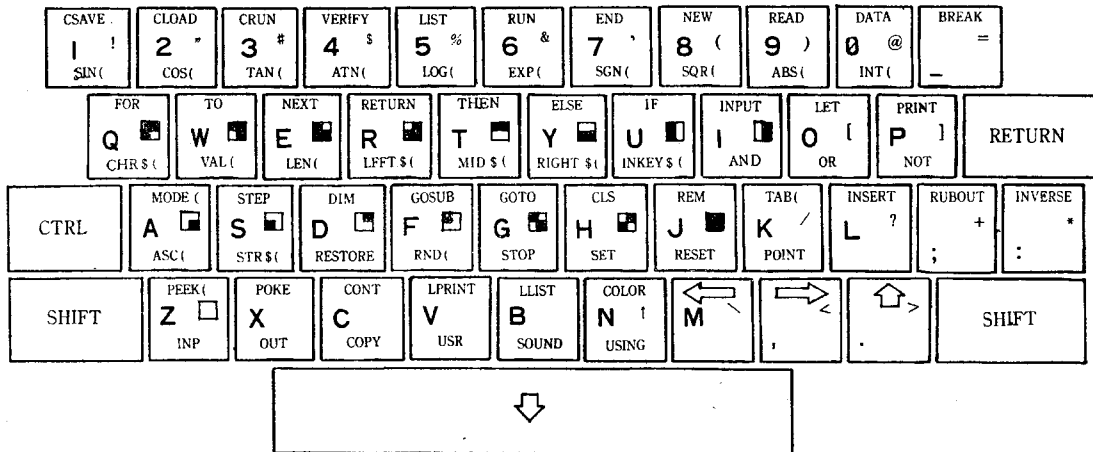 CSAVE CLOAD CRUN VERIFY LIST RUN END NEW READ DATA BREAK
1 ! 2 " 3 # 4 $ 5 % 6 & 7 ' 8 ( 9 ) 0 @ - =
SIN( COS( TAN( ATN( LOG( EXP( SGN( SQR( ABS( INT(
FOR TO NEXT RETURN THEN ELSE IF INPUT LET PRINT
Q W E R T Y U I O [ P ] RETURN
CHR$( VAL( LEN( LFFT$( MID$( RIGHT$( INKEY$( AND OR NOT
MODE( STEP DIM GOSUB GOTO CLS REM TAB( INSERT RUBOUT INVERSE
CTRL A S D F G H J K / L ? ; + : *
ASC( STR$( RESTORE RND( STOP SET RESET POINT
PEEK( POKE CONT LPRINT LLIST COLOR
SHIFT Z X C V B N ↑ M \ , < . > SHIFT
INP OUT COPY USR SOUND USING